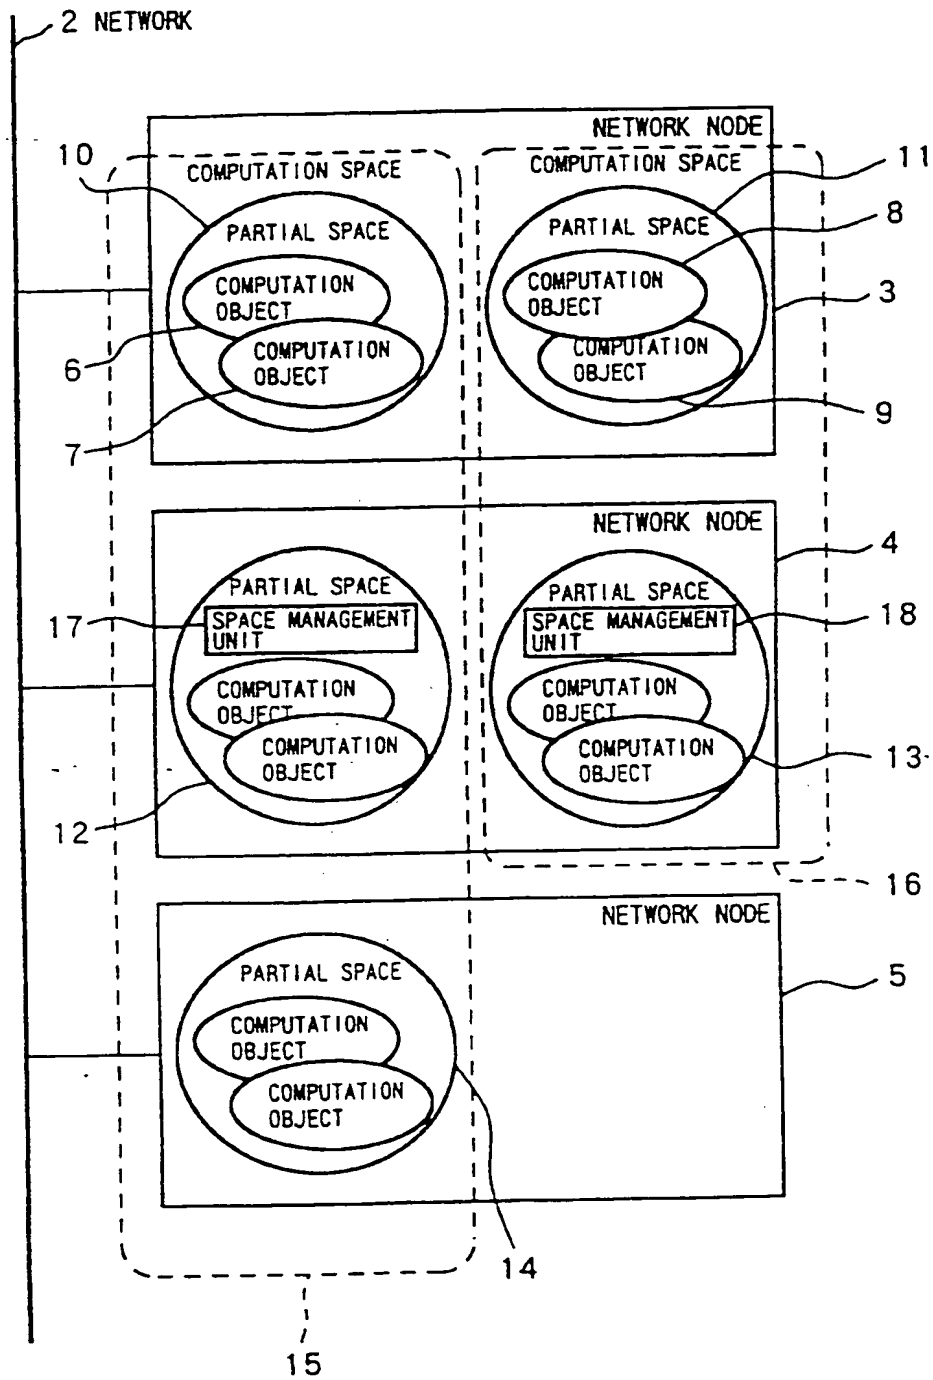 2 NETWORK
NETWORK NODE
10
COMPUTATION SPACE
COMPUTATION SPACE
11
PARTIAL SPACE
PARTIAL SPACE
8
COMPUTATION
OBJECT
COMPUTATION
OBJECT
3
6
COMPUTATION
OBJECT
COMPUTATION
OBJECT
7
9
NETWORK NODE
4
PARTIAL SPACE
PARTIAL SPACE
17
SPACE MANAGEMENT
UNIT
SPACE MANAGEMENT
UNIT
18
COMPUTATION
OBJECT
COMPUTATION
OBJECT
COMPUTATION
OBJECT
COMPUTATION
OBJECT
13
12
16
NETWORK NODE
PARTIAL SPACE
5
COMPUTATION
OBJECT
COMPUTATION
OBJECT
14
15